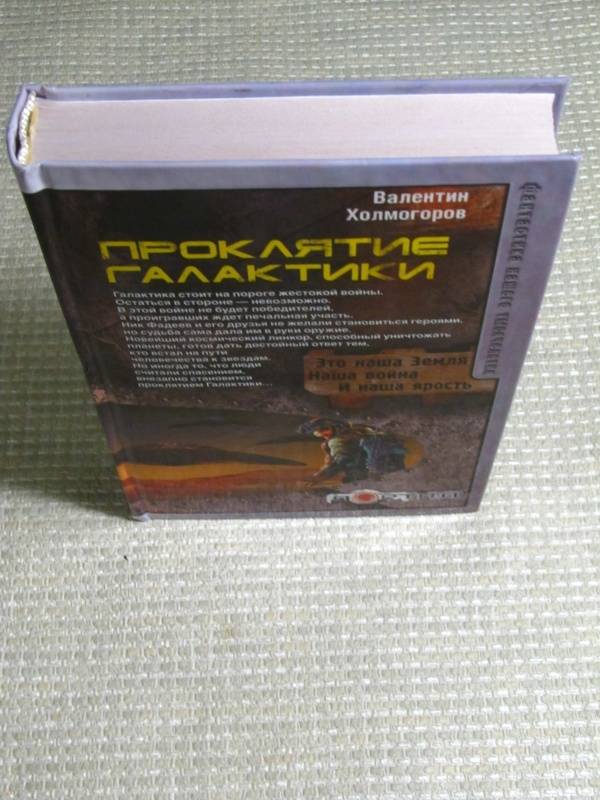 Валентин
Холмогоров
ПРОКЛЯТИЕ
ГАЛАКТИКИ
Галактика стоит на пороге жестокой войны.
Остаться в стороне — невозможно.
В этой войне не будет победителей,
а проигравших ждет печальная участь.
Ник Фадеев и его друзья не желали становиться героями,
но судьба сама дала им в руки оружие.
Новейший космический линкор, способный уничтожать
планеты, готов дать достойный ответ тем,
кто встал на пути
человечества к звездам.
Но иногда то, что люди
считали спасением,
внезапно становится
проклятием Галактики...
Это наша Земля
Наша война
И наша ярость